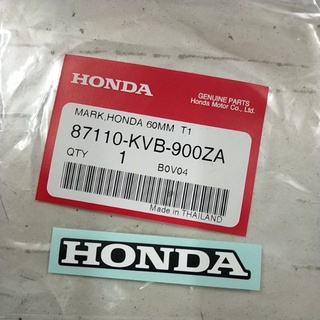 HONDA
GENUINE PARTS
Honda Motor Co., Ltd.
MARK,HONDA 60MM T1
87110-KVB-900ZA
QTY 1
B0V04
Made in THAILAND
HONDA